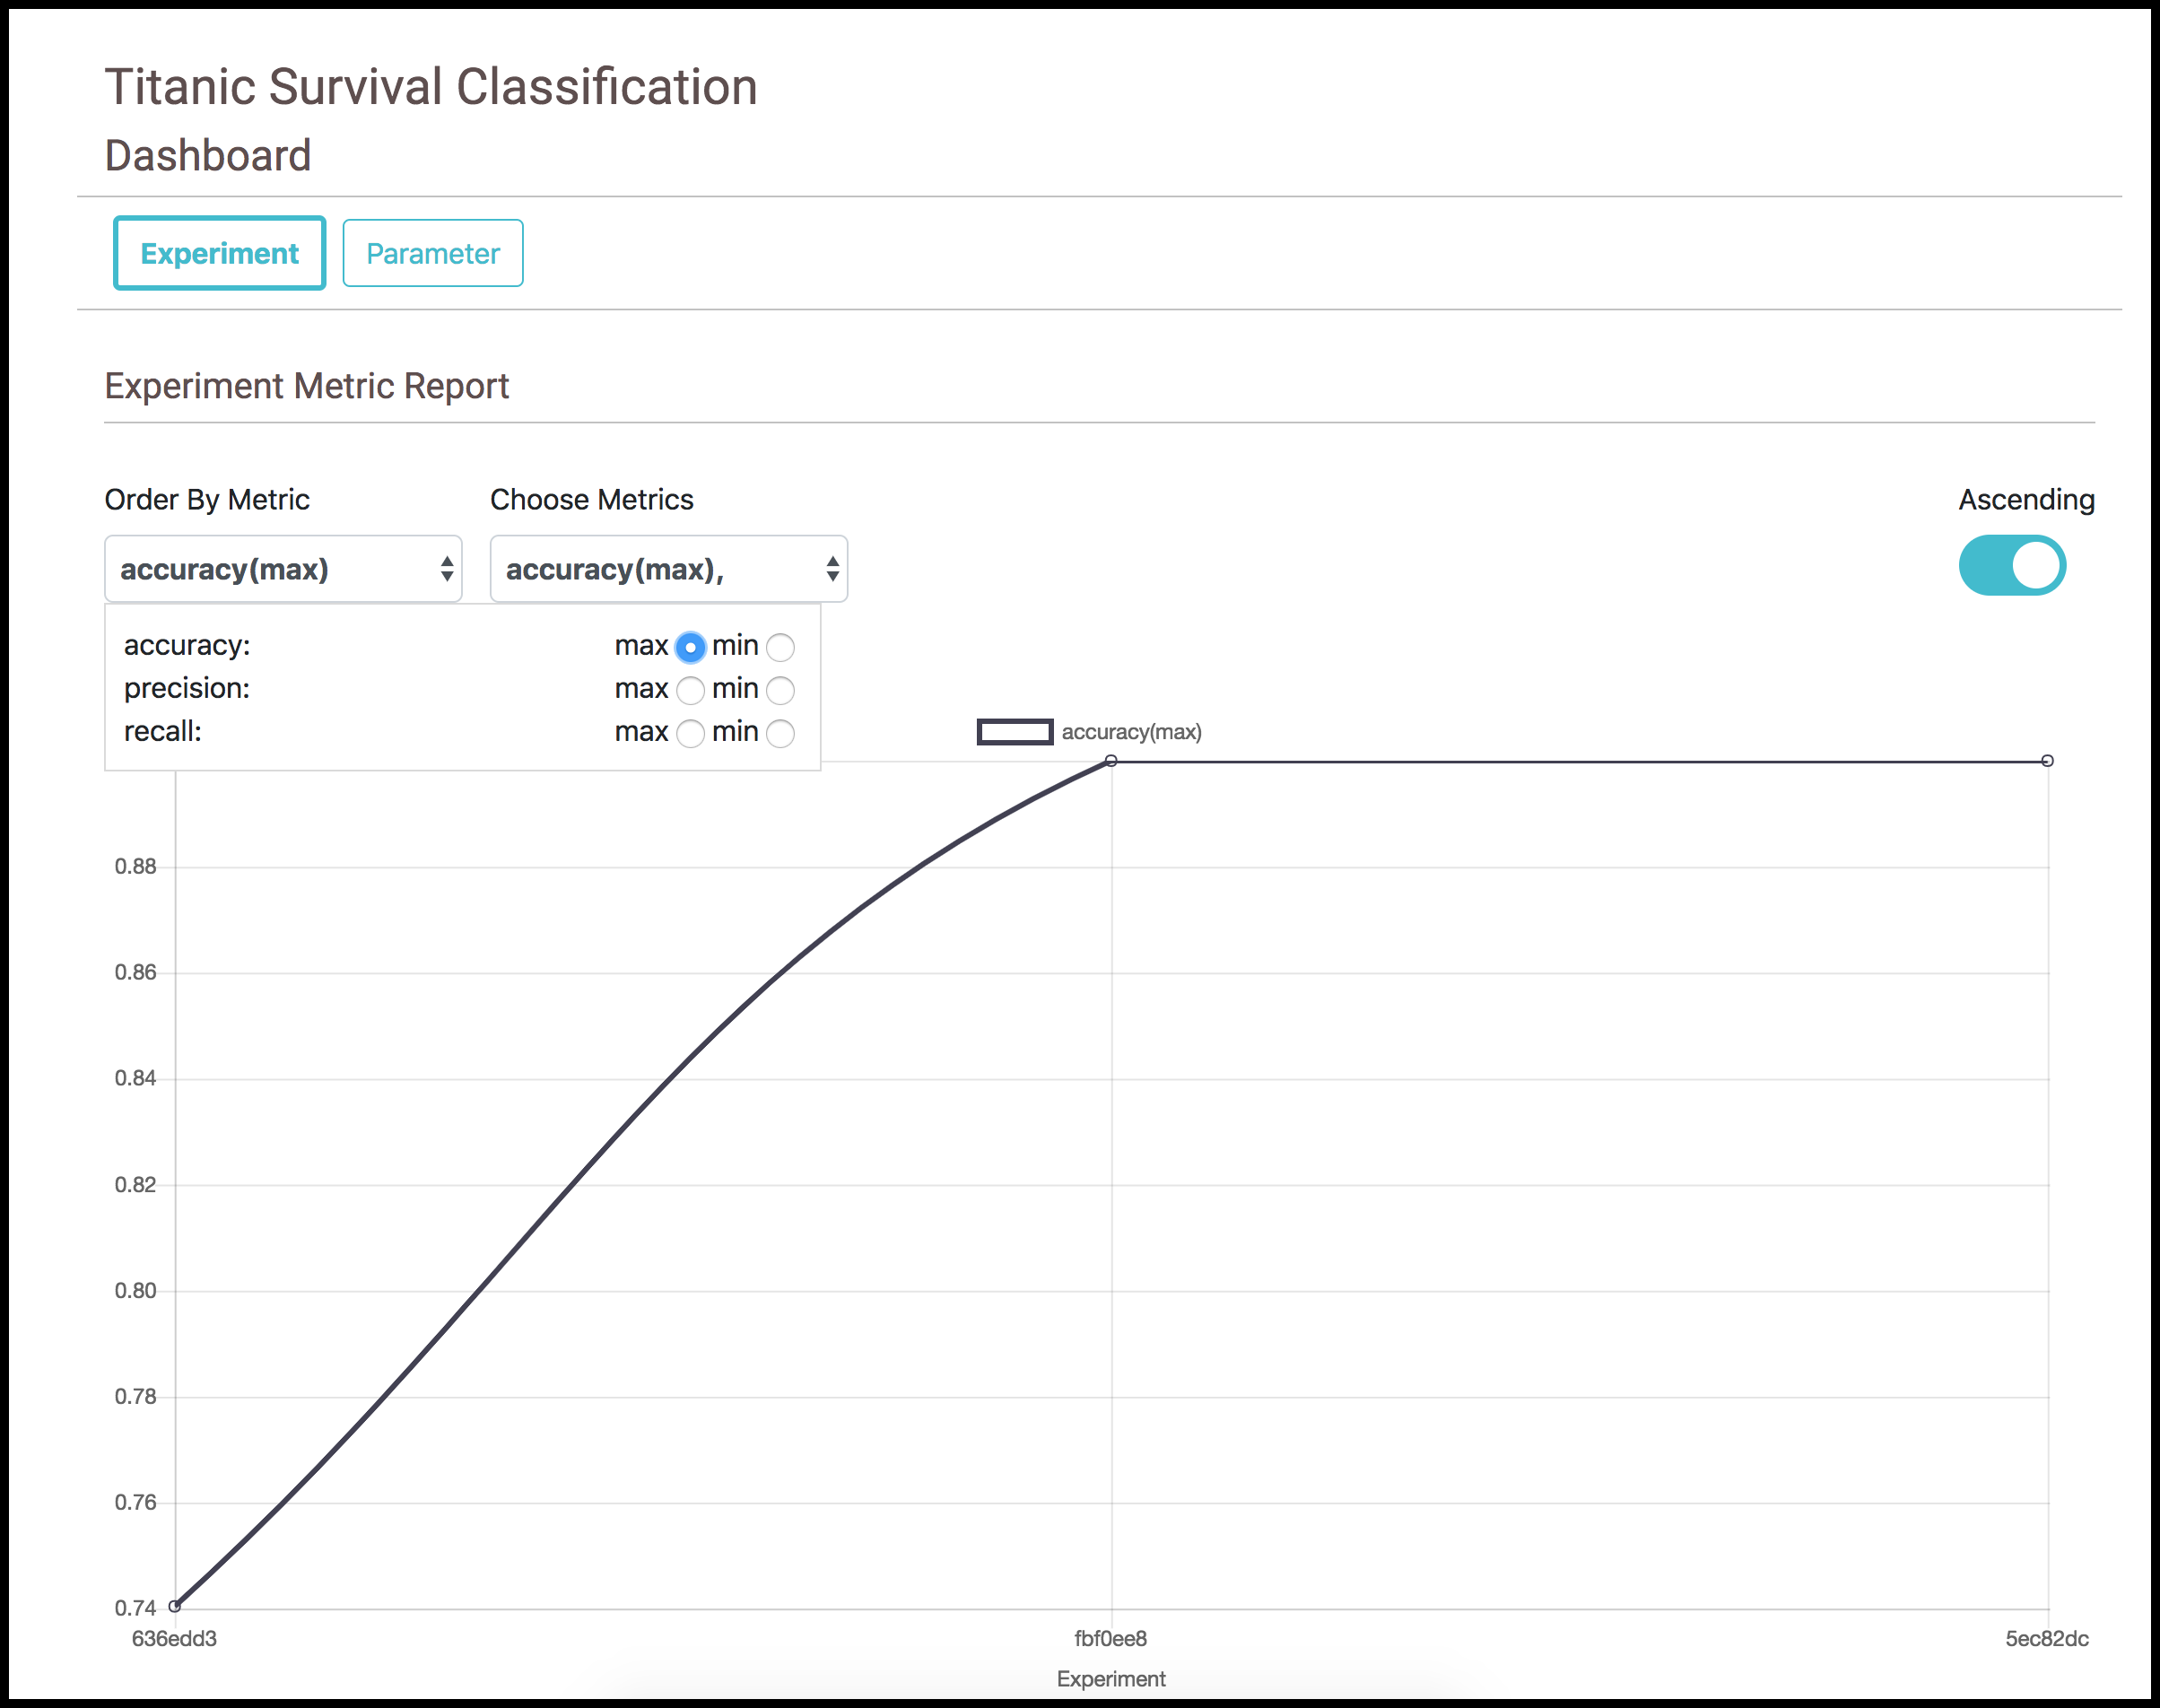 Titanic Survival Classification
Dashboard
Experiment Parameter
Experiment Metric Report
Order By Metric Choose Metrics Ascending
accuracy(max) accuracy(max),
accuracy: max min
precision: max min
recall: max min
accuracy(max)
0.88
0.86
0.84
0.82
0.80
0.78
0.76
0.74
636edd3 fbf0ee8 5ec82dc
Experiment